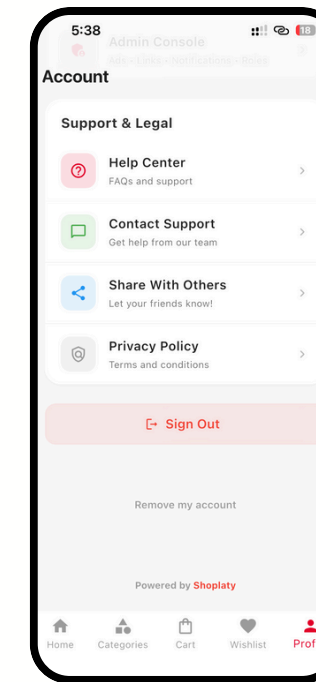 5:38
18
Admin Console
Account
Support & Legal
Help Center
FAQs and support
Contact Support
Get help from our team
Share With Others
Let your friends know!
Privacy Policy
Terms and conditions
Sign Out
Remove my account
Powered by Shoplaty
Home
Categories
Cart
Wishlist
Prof